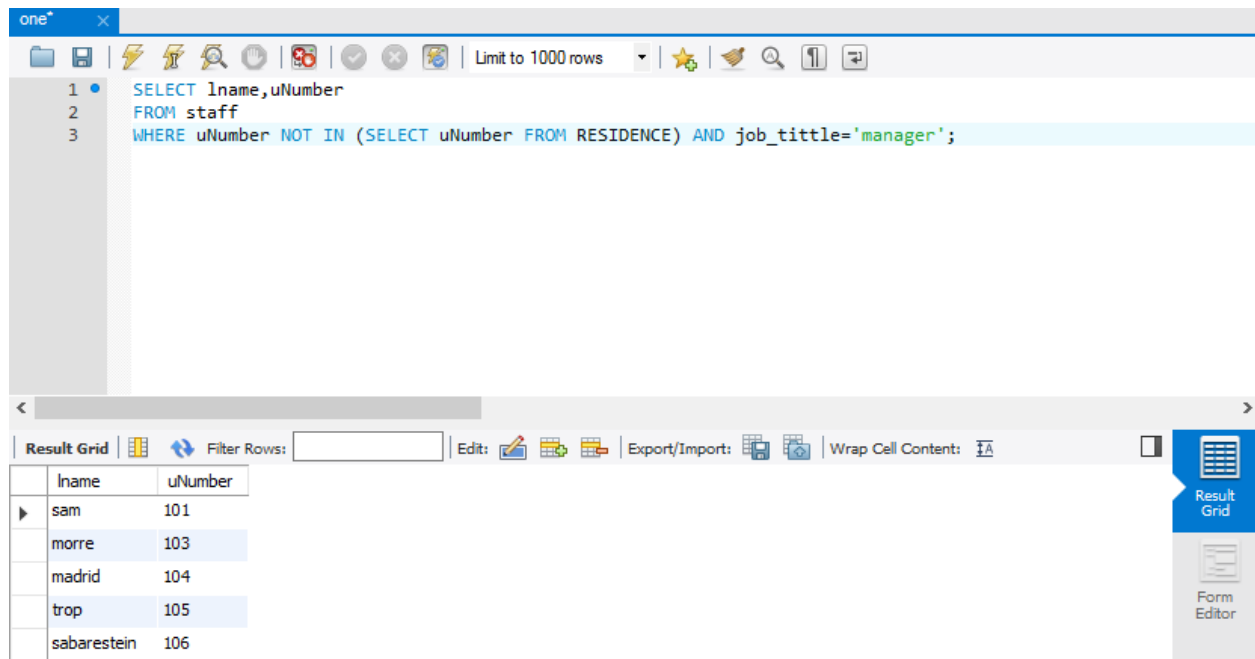 one*
Limit to 1000 rows
1 SELECT lname,uNumber
2 FROM staff
3 WHERE uNumber NOT IN (SELECT uNumber FROM RESIDENCE) AND job_tittle='manager';
Result Grid Filter Rows: Edit: Export/Import: Wrap Cell Content:
lname uNumber
sam 101
morre 103
madrid 104
trop 105
sabarestein 106
Result
Grid
Form
Editor